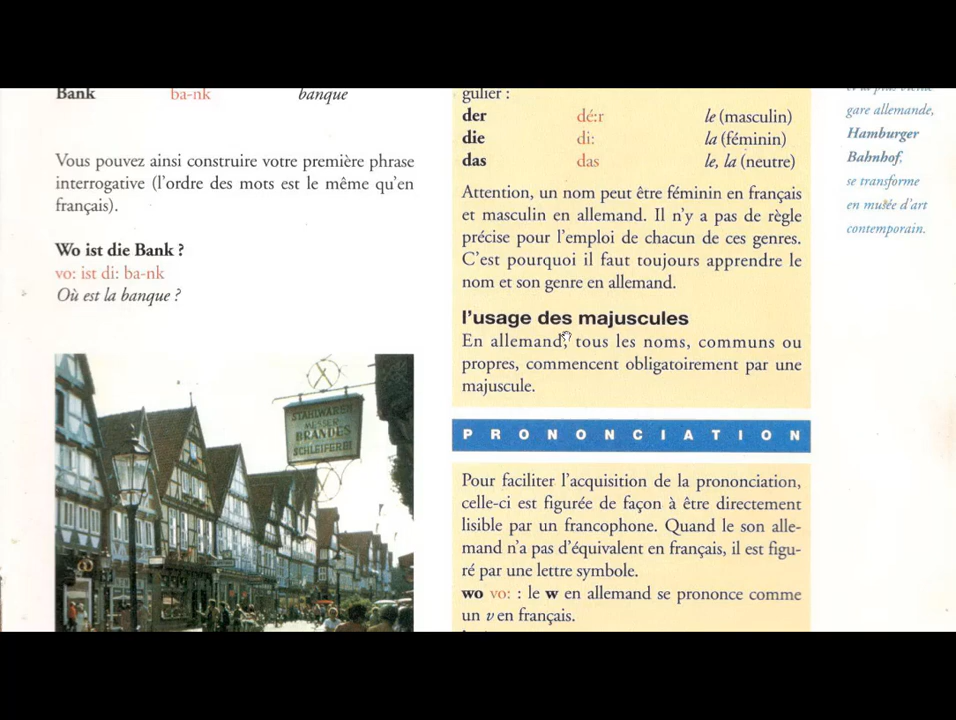 Bank ba-nk banque
Vous pouvez ainsi construire votre première phrase
interrogative (l'ordre des mots est le même qu'en
français).
Wo ist die Bank ?
vo: ist di: ba-nk
Où est la banque ?
STAHLWAREN
MESSER
BRANDES
SCHLEIFEREI
gulier :
der dé:r le (masculin)
die di: la (féminin)
das das le, la (neutre)
Attention, un nom peut être féminin en français
et masculin en allemand. Il n'y a pas de règle
précise pour l'emploi de chacun de ces genres.
C'est pourquoi il faut toujours apprendre le
nom et son genre en allemand.
l'usage des majuscules
En allemand, tous les noms, communs ou
propres, commencent obligatoirement par une
majuscule.
PRONONCIATION
Pour faciliter l'acquisition de la prononciation,
celle-ci est figurée de façon à être directement
lisible par un francophone. Quand le son alle-
mand n'a pas d'équivalent en français, il est figu-
ré par une lettre symbole.
wo vo: : le w en allemand se prononce comme
un v en français.
et la plus vieille
gare allemande,
Hamburger
Bahnhof,
se transforme
en musée d'art
contemporain.